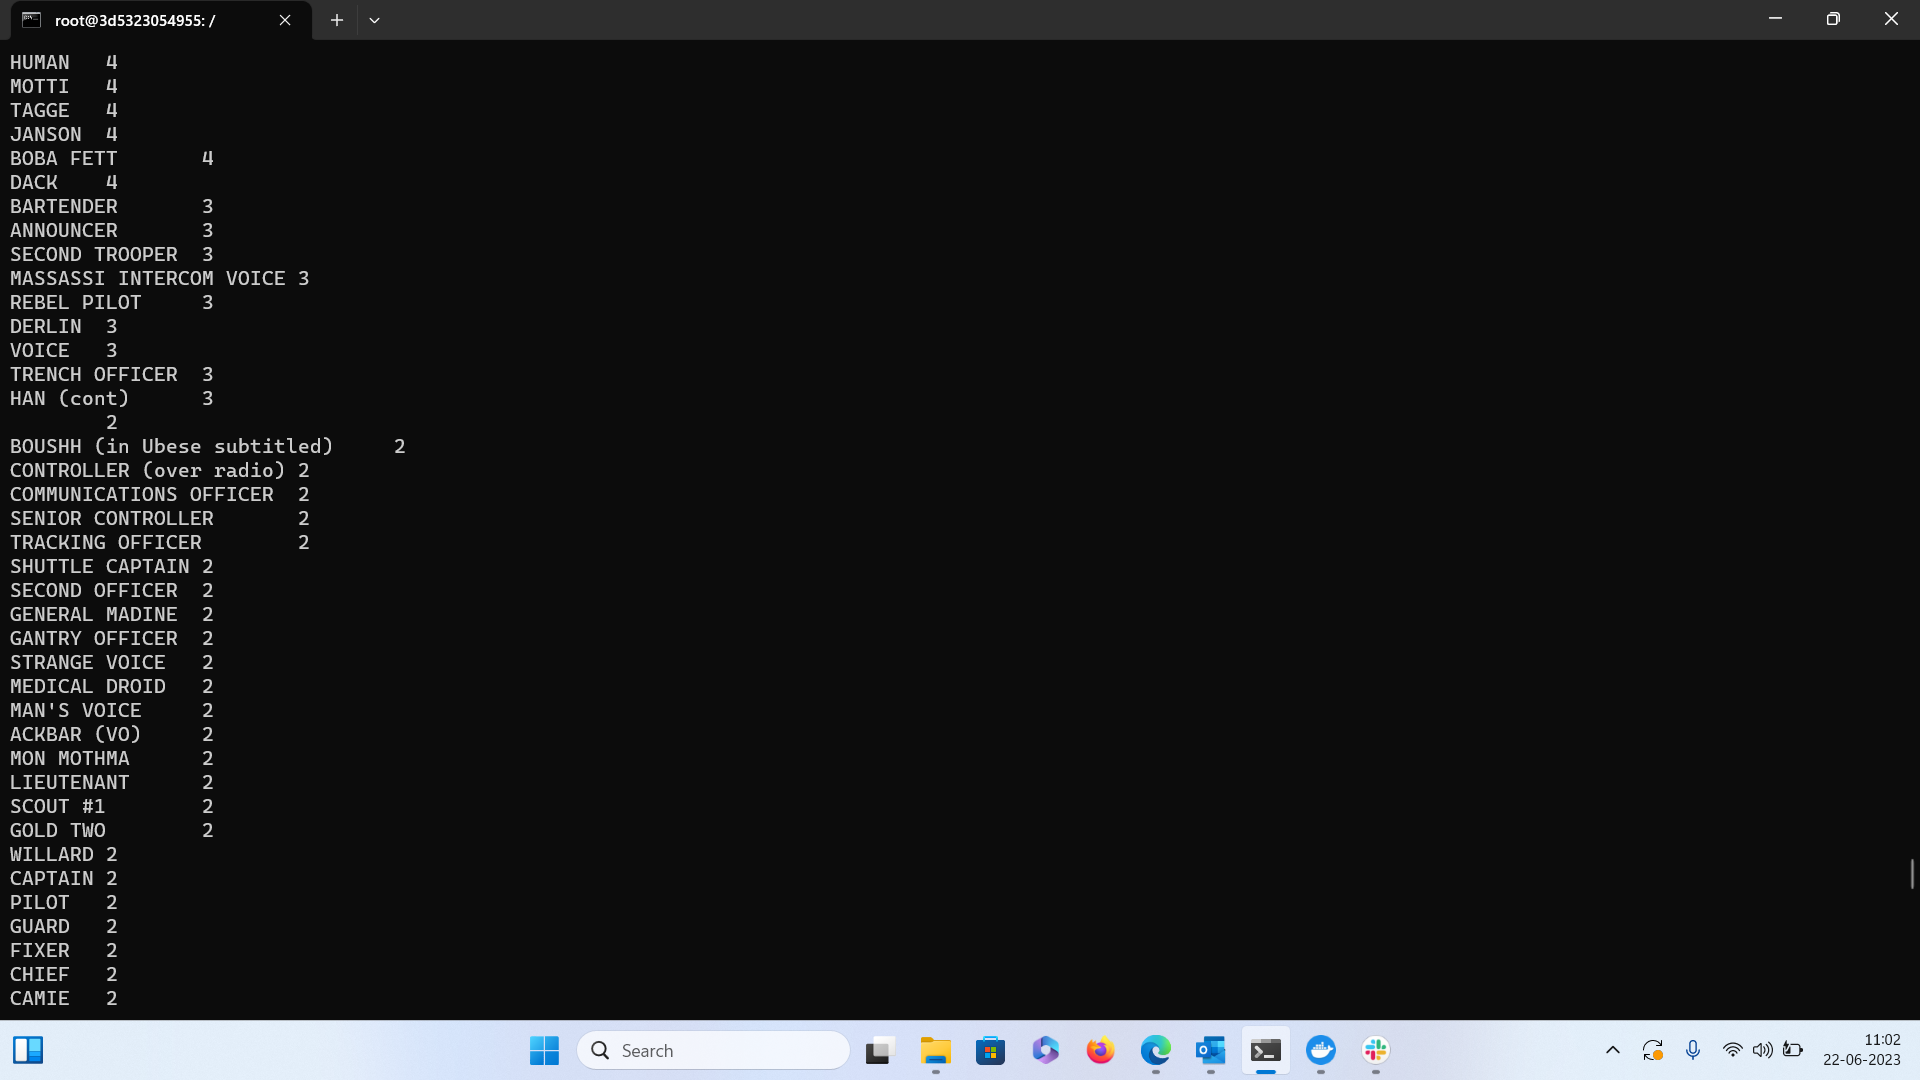 root@3d5323054955: /
HUMAN 4
MOTTI 4
TAGGE 4
JANSON 4
BOBA FETT 4
DACK 4
BARTENDER 3
ANNOUNCER 3
SECOND TROOPER 3
MASSASSI INTERCOM VOICE 3
REBEL PILOT 3
DERLIN 3
VOICE 3
TRENCH OFFICER 3
HAN (cont) 3
2
BOUSHH (in Ubese subtitled) 2
CONTROLLER (over radio) 2
COMMUNICATIONS OFFICER 2
SENIOR CONTROLLER 2
TRACKING OFFICER 2
SHUTTLE CAPTAIN 2
SECOND OFFICER 2
GENERAL MADINE 2
GANTRY OFFICER 2
STRANGE VOICE 2
MEDICAL DROID 2
MAN'S VOICE 2
ACKBAR (VO) 2
MON MOTHMA 2
LIEUTENANT 2
SCOUT #1 2
GOLD TWO 2
WILLARD 2
CAPTAIN 2
PILOT 2
GUARD 2
FIXER 2
CHIEF 2
CAMIE 2
Search
11:02
22-06-2023